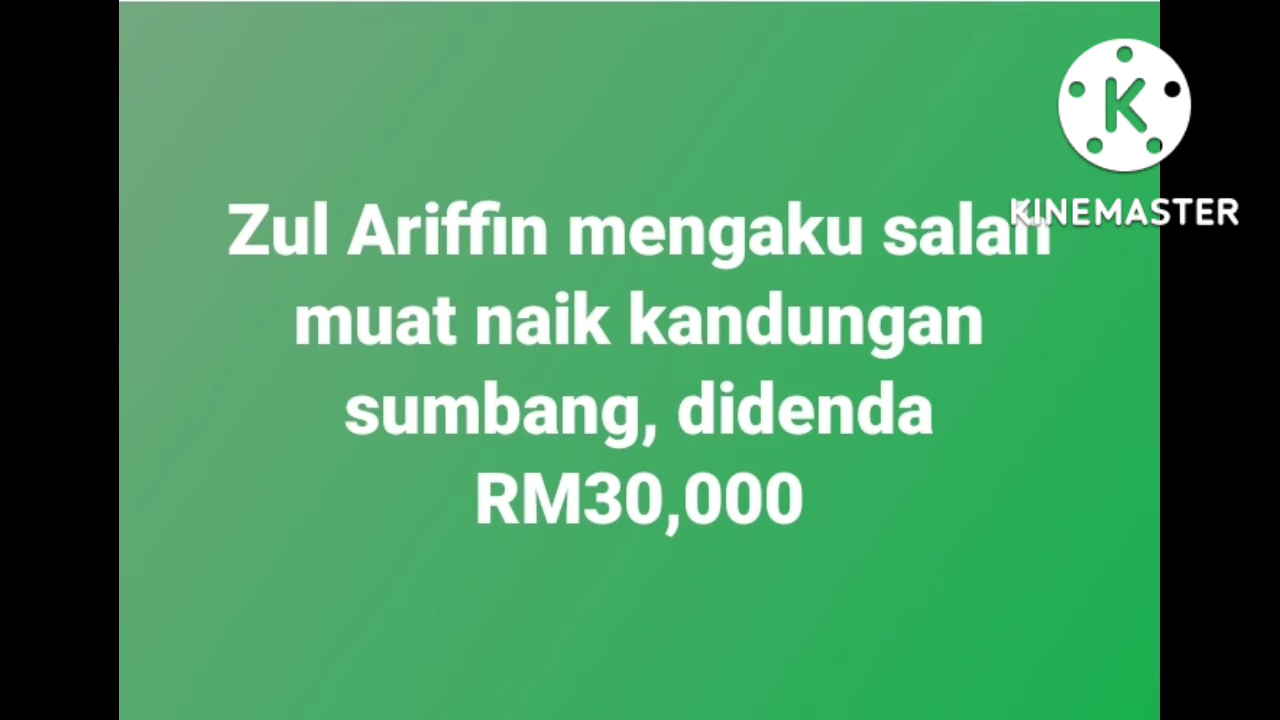 Zul Ariffin mengaku salah
muat naik kandungan
sumbang, didenda
RM30,000
K
KINEMASTER